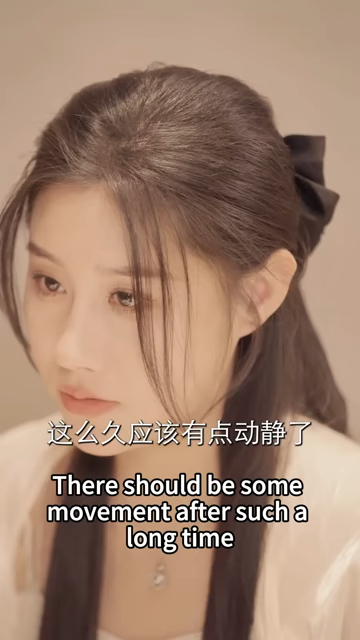 这么久应该有点动静了
There should be some
movement after such a
long time